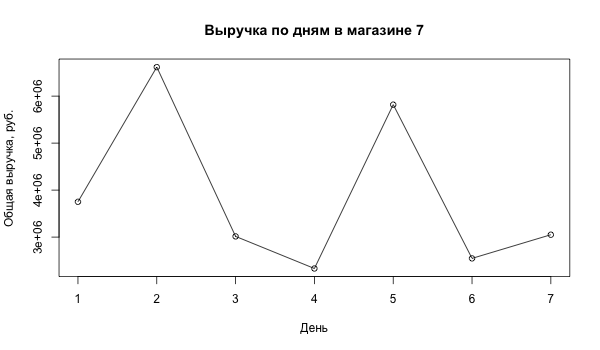 Выручка по дням в магазине 7
Общая выручка, руб.
6e+06
5e+06
4e+06
3e+06
1 2 3 4 5 6 7
День